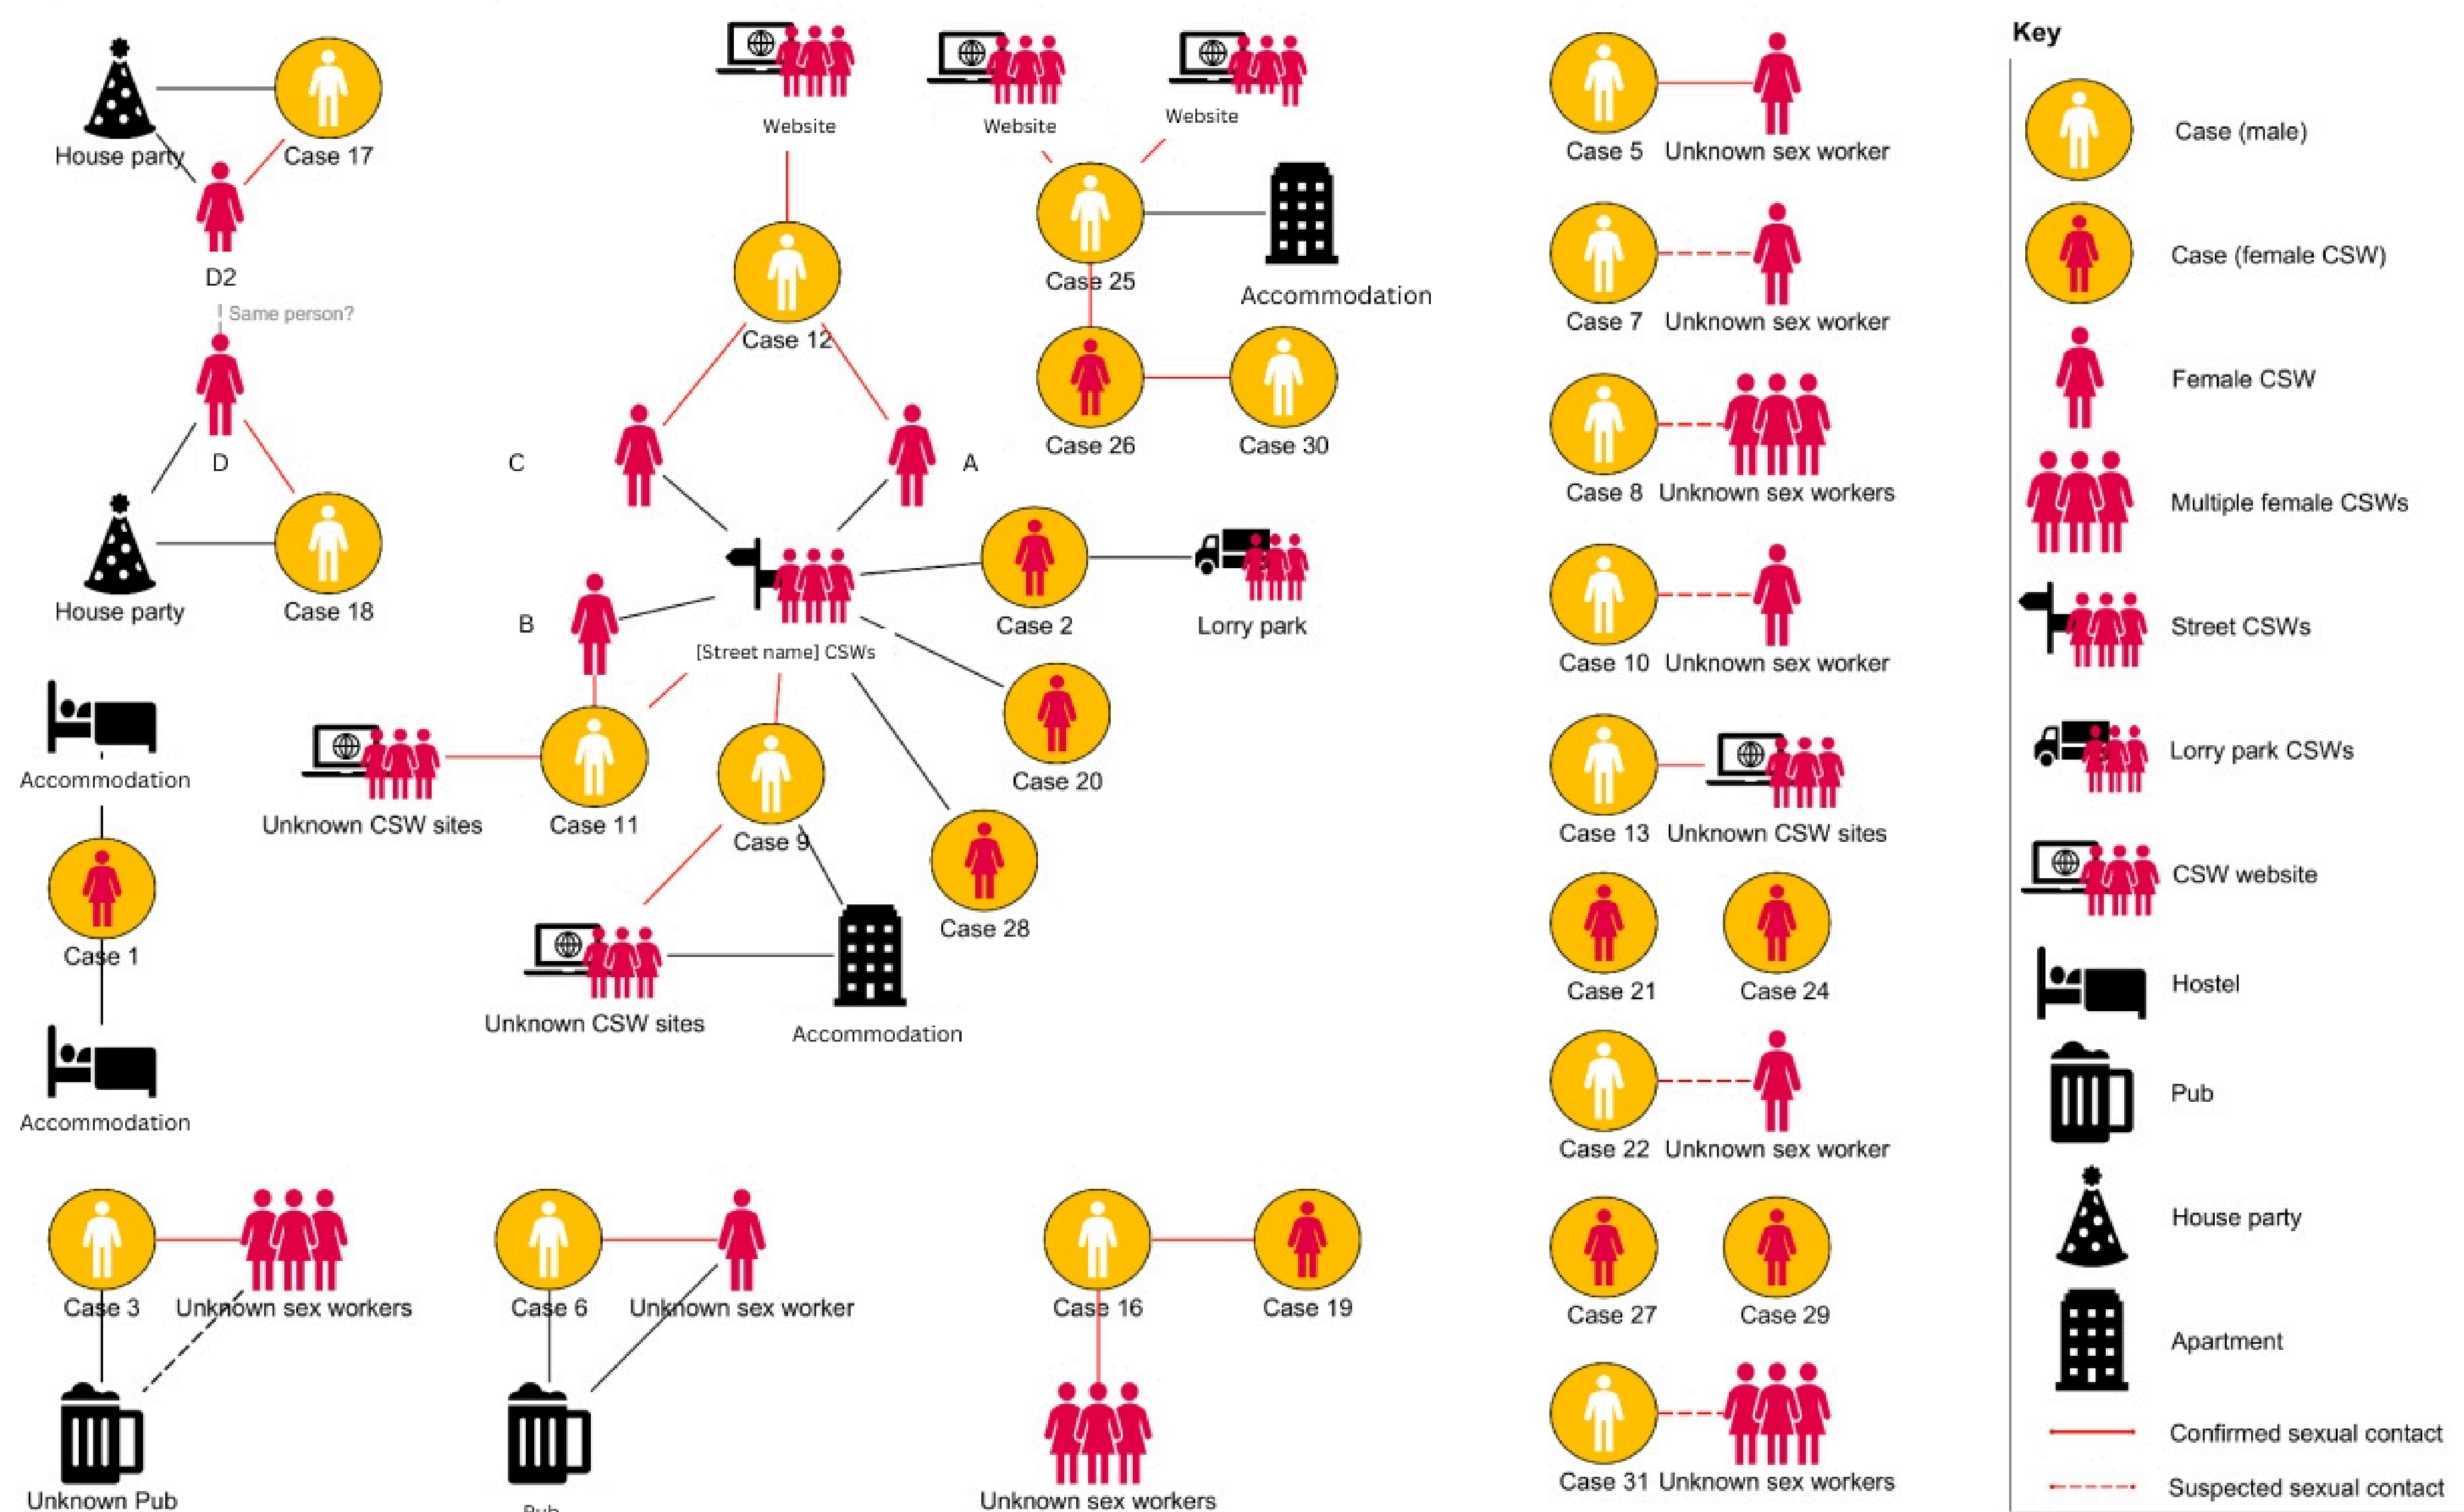 House party
Case 17
D2
Same person?
D
House party
Case 18
Website
Website
Website
Case 12
Case 25
Accommodation
Case 26
Case 30
C
A
B
[Street name] CSWs
Case 2
Lorry park
Case 20
Case 28
Unknown CSW sites
Case 11
Case 9
Unknown CSW sites
Accommodation
Accommodation
Case 1
Accommodation
Case 3
Unknown sex workers
Unknown Pub
Case 6
Unknown sex worker
Pub
Case 16
Case 19
Unknown sex workers
Case 5
Unknown sex worker
Case 7
Unknown sex worker
Case 8
Unknown sex workers
Case 10
Unknown sex worker
Case 13
Unknown CSW sites
Case 21
Case 24
Case 22
Unknown sex worker
Case 27
Case 29
Case 31
Unknown sex workers
Key
Case (male)
Case (female CSW)
Female CSW
Multiple female CSWs
Street CSWs
Lorry park CSWs
CSW website
Hostel
Pub
House party
Apartment
Confirmed sexual contact
Suspected sexual contact